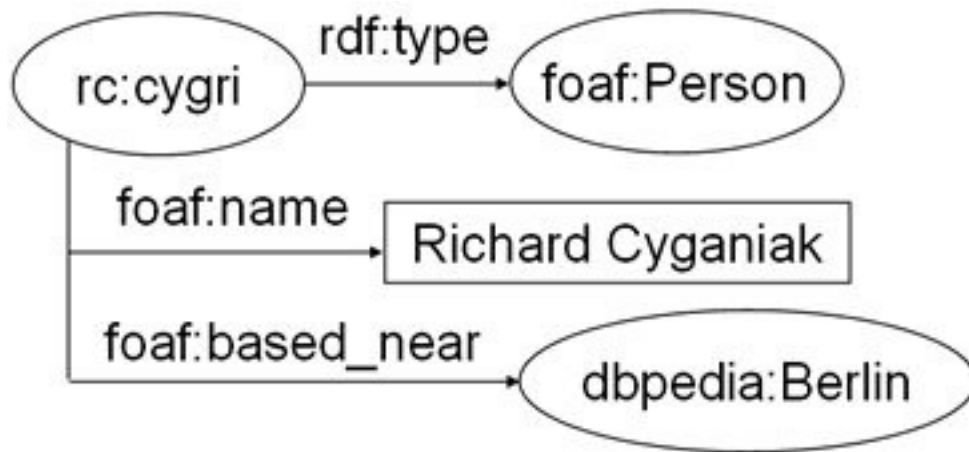 rdf:type
rc:cygri
foaf:Person
foaf:name
Richard Cyganiak
foaf:based_near
dbpedia:Berlin